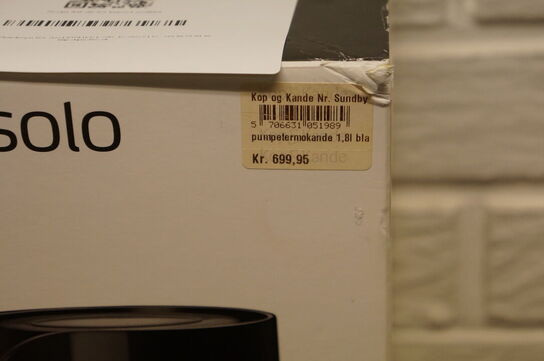 solo
Kop og Kande Nr. Sundby
5 706631 051989
pumpetermokande 1,8l bla
Kr. 699,95